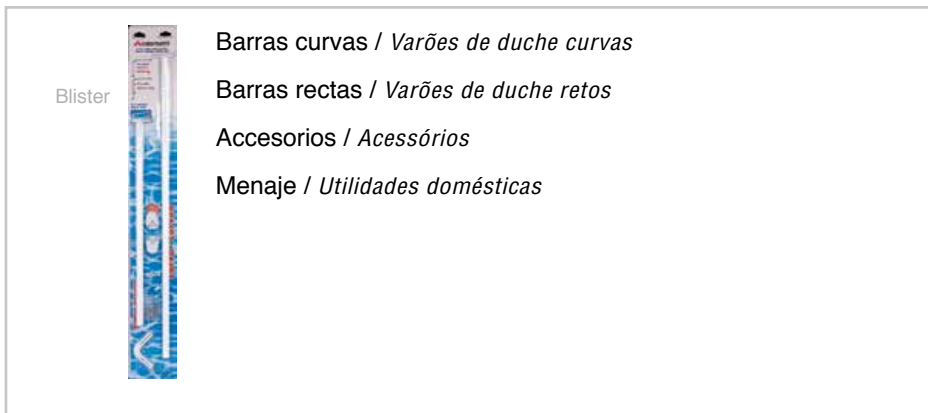 Barras curvas / Varões de duche curvas
Blister
Barras rectas / Varões de duche retos
Accesorios / Acessórios
Menaje / Utilidades domésticas